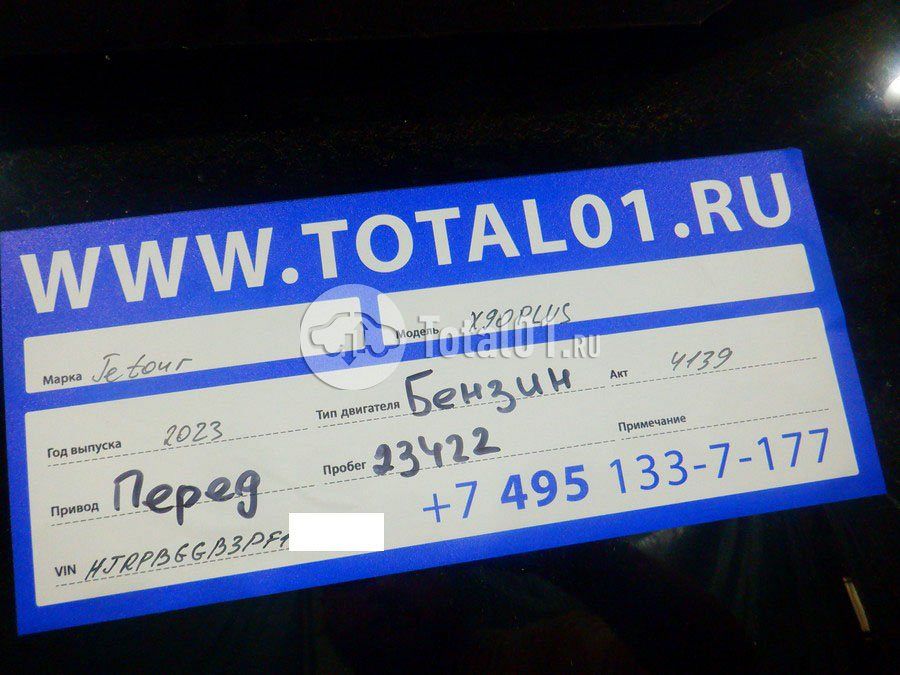 WWW.TOTAL01.RU
Марка Jetour Модель X90PLUS
Total01.RU
Год выпуска 2023 Тип двигателя Бензин Акт 4139
Привод Перед Пробег 23422 Примечание
+7 495 133-7-177
VIN HJRPBGGB3PF1